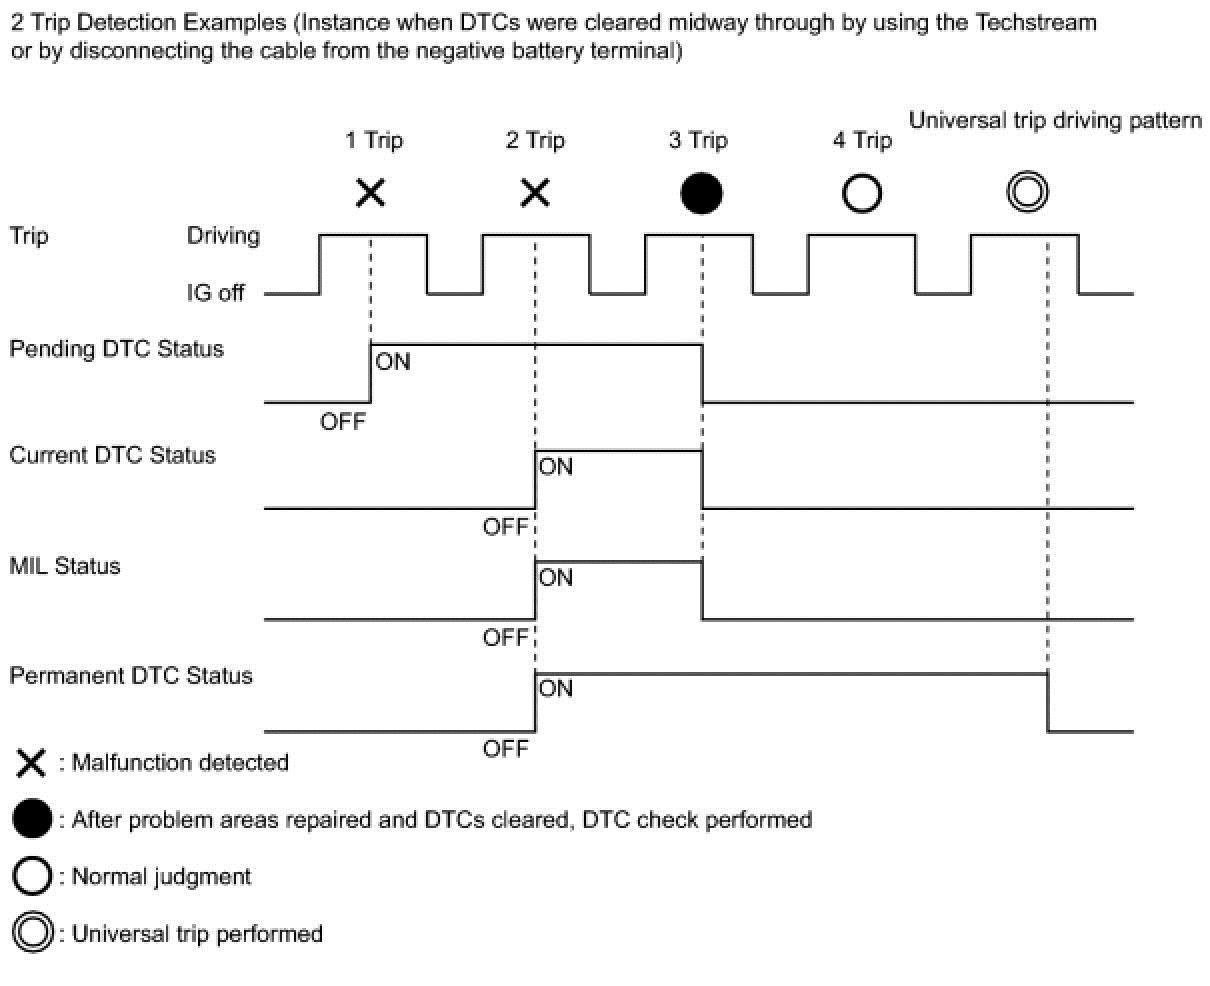 2 Trip Detection Examples (Instance when DTCs were cleared midway through by using the Techstream
or by disconnecting the cable from the negative battery terminal)
Universal trip driving pattern
1 Trip 2 Trip 3 Trip 4 Trip
Trip Driving
IG off
Pending DTC Status
ON
OFF
Current DTC Status
ON
OFF
MIL Status
ON
OFF
Permanent DTC Status
ON
OFF
: Malfunction detected
: After problem areas repaired and DTCs cleared, DTC check performed
: Normal judgment
: Universal trip performed